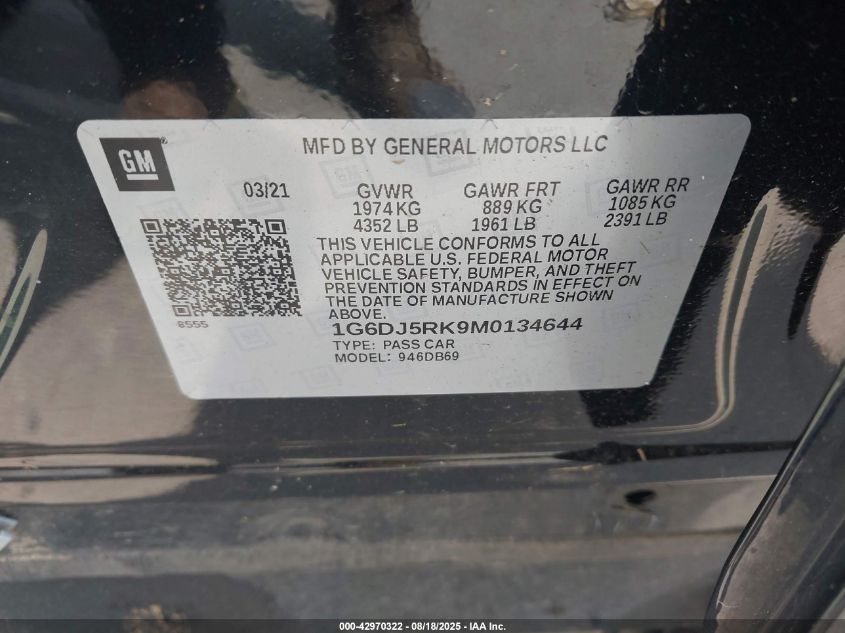 GM
MFD BY GENERAL MOTORS LLC
03/21 GVWR GAWR FRT GAWR RR
1974 KG 889 KG 1085 KG
4352 LB 1961 LB 2391 LB
THIS VEHICLE CONFORMS TO ALL
APPLICABLE U.S. FEDERAL MOTOR
VEHICLE SAFETY, BUMPER, AND THEFT
PREVENTION STANDARDS IN EFFECT ON
THE DATE OF MANUFACTURE SHOWN
ABOVE.
8555
1G6DJ5RK9M0134644
TYPE: PASS CAR
MODEL: 946DB69
000-42970322 - 08/18/2025 - IAA Inc.